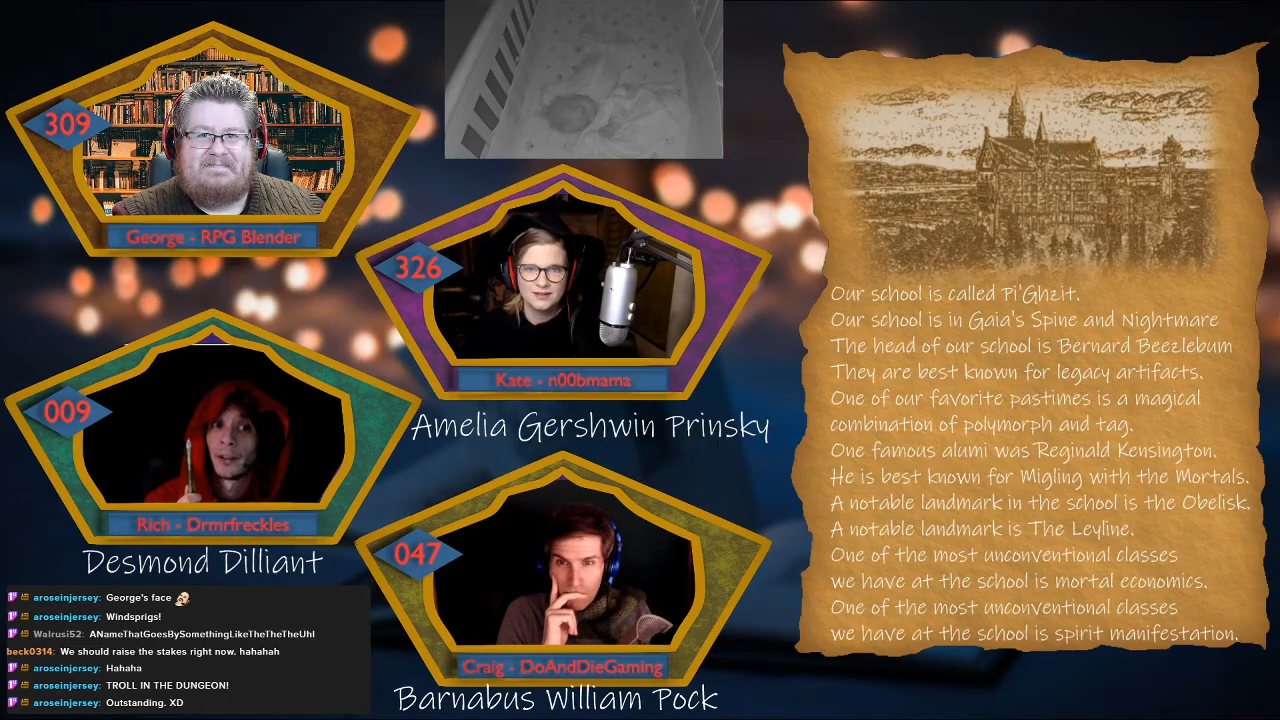 309
George - RPG Blender
326
Kate - n00bmama
Amelia Gershwin Prinsky
009
Rich - Drmrfreckles
Desmond Dilliant
047
Craig - DoAndDieGaming
Barnabus William Pock
aroseinjersey: George's face
aroseinjersey: Windsprigs!
Walrusi52: ANameThatGoesBySomethingLikeTheTheTheUhl
beck0314: We should raise the stakes right now. hahahah
aroseinjersey: Hahaha
aroseinjersey: TROLL IN THE DUNGEON!
aroseinjersey: Outstanding. XD
Our school is called Pi'Ghzit.
Our school is in Gaia's Spine and Nightmare
The head of our school is Bernard Beezlebum
They are best known for legacy artifacts.
One of our favorite pastimes is a magical
combination of polymorph and tag.
One famous alumi was Reginald Kensington.
He is best known for Migling with the Mortals.
A notable landmark in the school is the Obelisk.
A notable landmark is The Leyline.
One of the most unconventional classes
we have at the school is mortal economics.
One of the most unconventional classes
we have at the school is spirit manifestation.